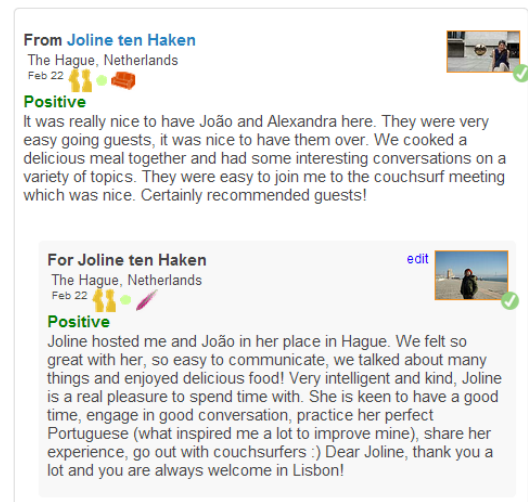 From Joline ten Haken
The Hague, Netherlands
Feb 22
Positive
It was really nice to have João and Alexandra here. They were very
easy going guests, it was nice to have them over. We cooked a
delicious meal together and had some interesting conversations on a
variety of topics. They were easy to join me to the couchsurf meeting
which was nice. Certainly recommended guests!
For Joline ten Haken
edit
The Hague, Netherlands
Feb 22
Positive
Joline hosted me and João in her place in Hague. We felt so
great with her, so easy to communicate, we talked about many
things and enjoyed delicious food! Very intelligent and kind, Joline
is a real pleasure to spend time with. She is keen to have a good
time, engage in good conversation, practice her perfect
Portuguese (what inspired me a lot to improve mine), share her
experience, go out with couchsurfers :) Dear Joline, thank you a
lot and you are always welcome in Lisbon!